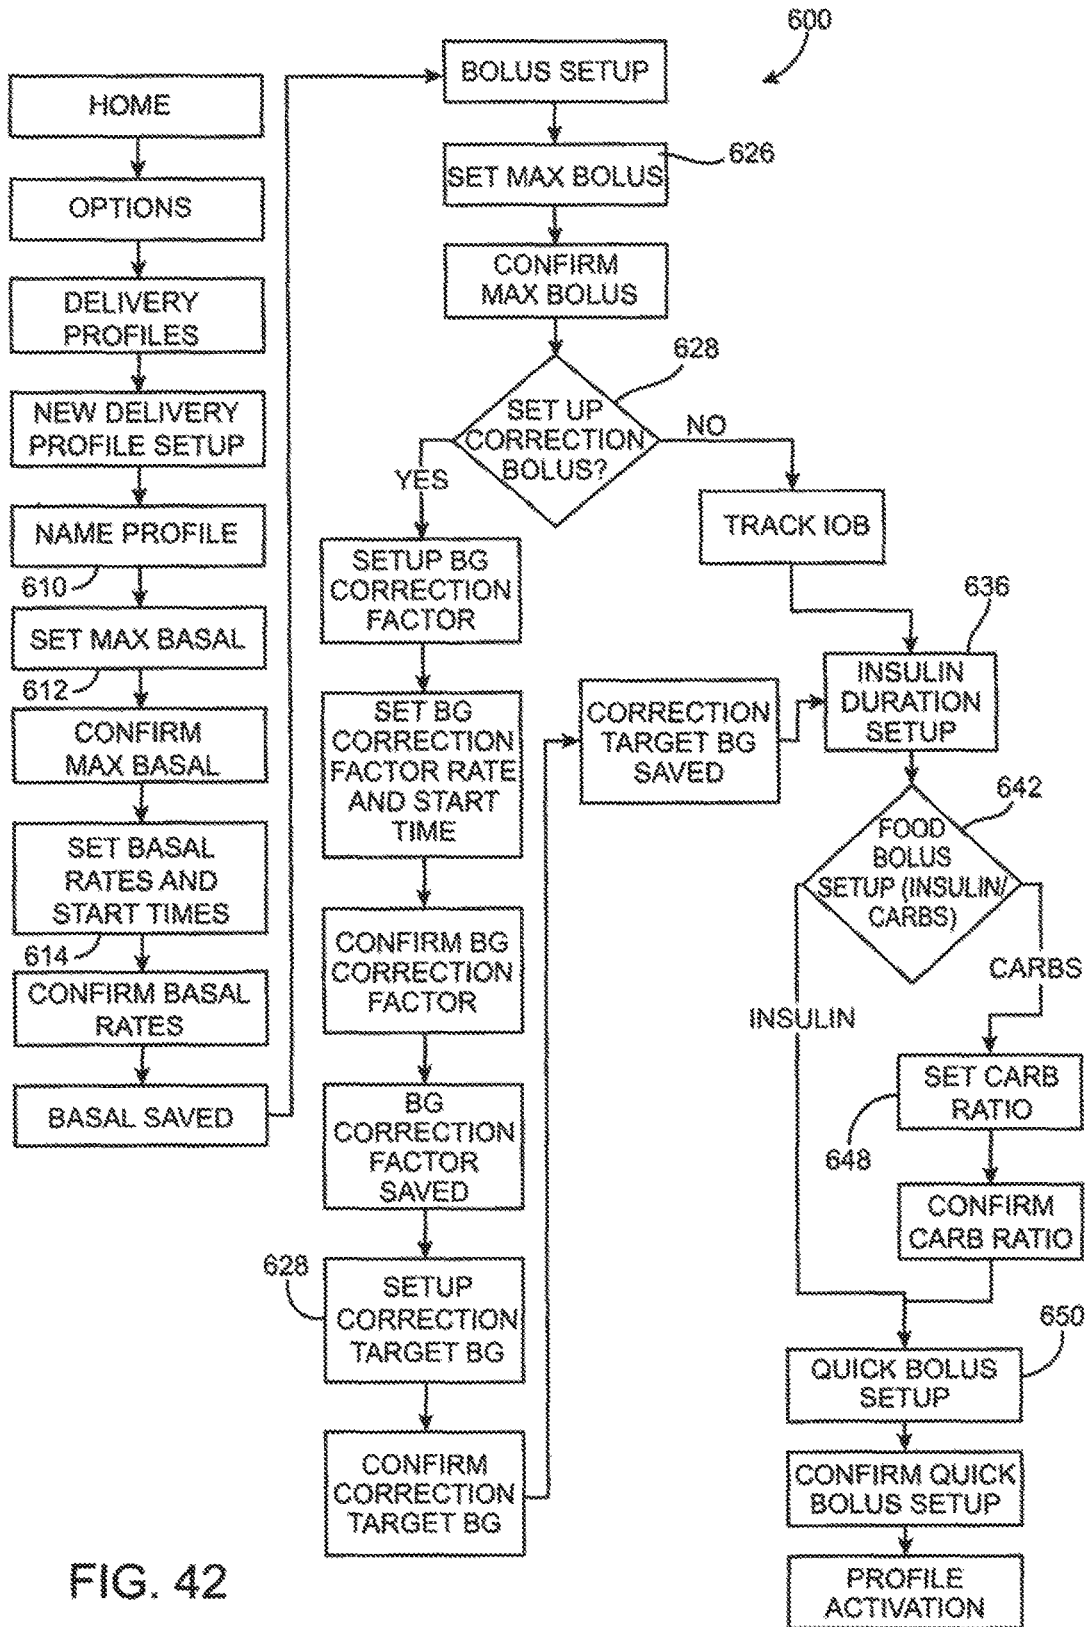 600
HOME
OPTIONS
DELIVERY
PROFILES
NEW DELIVERY
PROFILE SETUP
NAME PROFILE
610
SET MAX BASAL
612
CONFIRM
MAX BASAL
SET BASAL
RATES AND
START TIMES
614
CONFIRM BASAL
RATES
BASAL SAVED
BOLUS SETUP
626
SET MAX BOLUS
CONFIRM
MAX BOLUS
628
SET UP
CORRECTION
BOLUS?
YES
NO
SETUP BG
CORRECTION
FACTOR
SET BG
CORRECTION
FACTOR RATE
AND START
TIME
CONFIRM BG
CORRECTION
FACTOR
BG
CORRECTION
FACTOR
SAVED
628
SETUP
CORRECTION
TARGET BG
CONFIRM
CORRECTION
TARGET BG
CORRECTION
TARGET BG
SAVED
TRACK IOB
636
INSULIN
DURATION
SETUP
642
FOOD
BOLUS
SETUP (INSULIN/
CARBS)
INSULIN
CARBS
SET CARB
RATIO
648
CONFIRM
CARB RATIO
650
QUICK BOLUS
SETUP
CONFIRM QUICK
BOLUS SETUP
PROFILE
ACTIVATION
FIG. 42